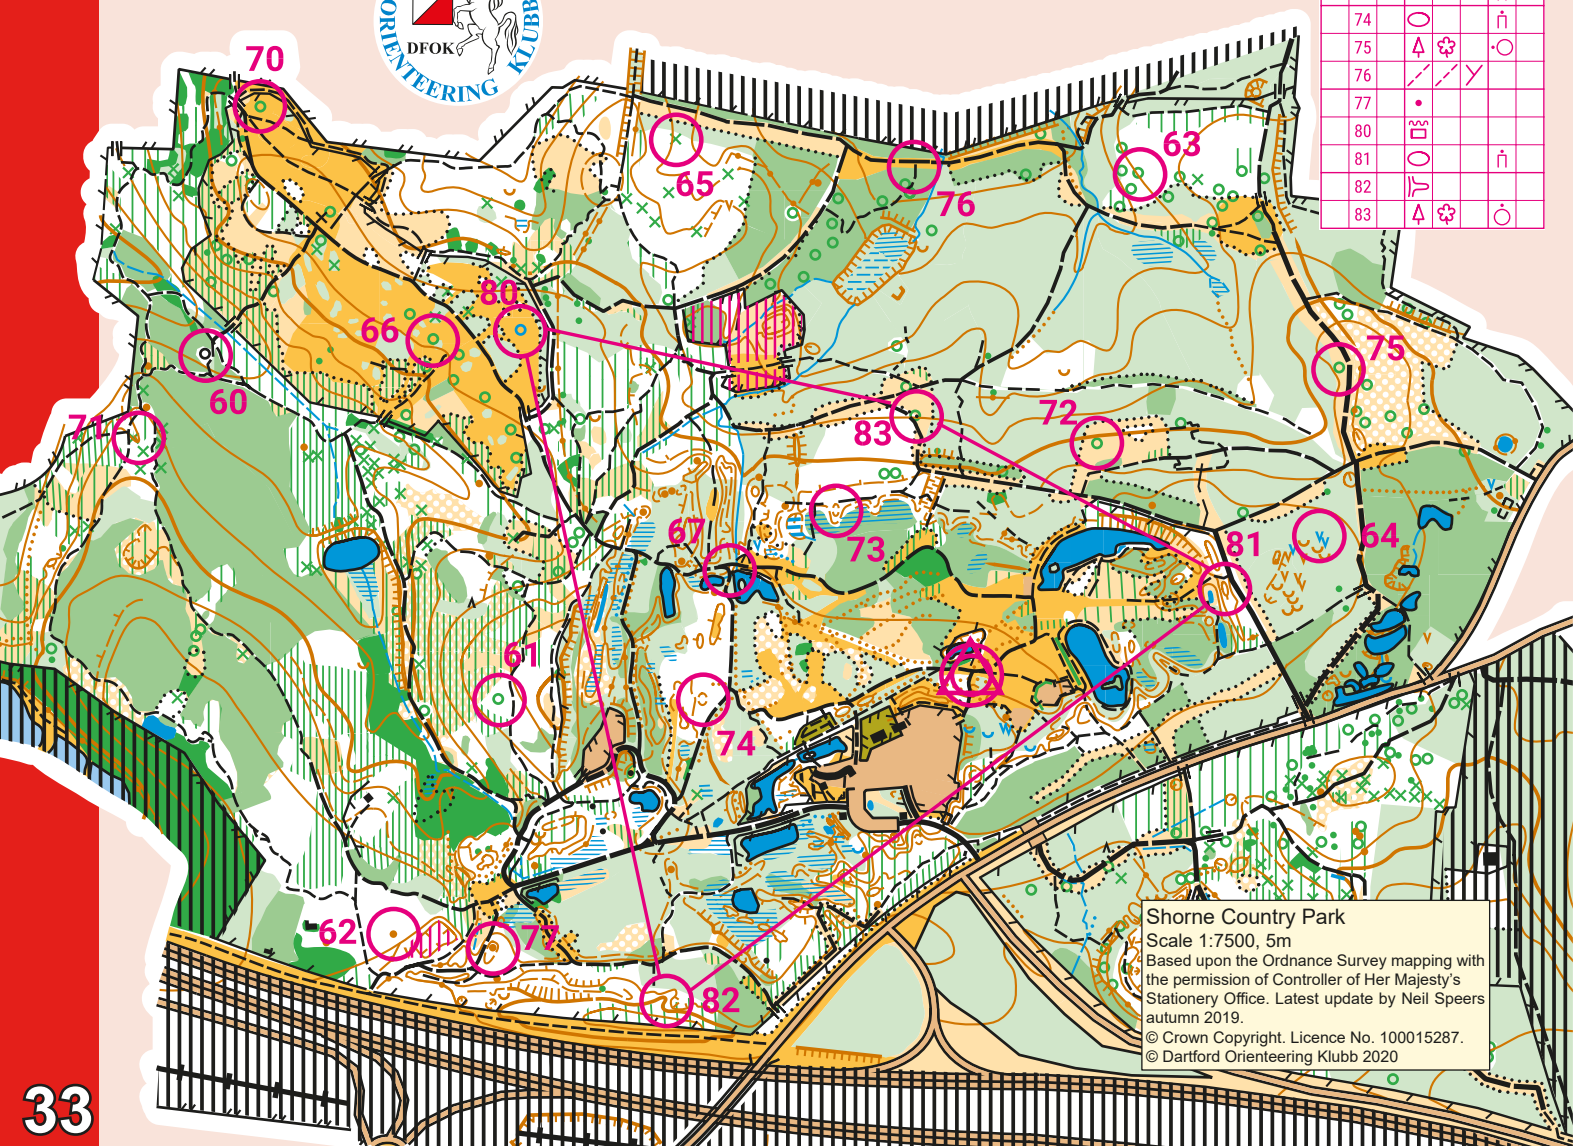 ORIENTEERING KLUBB
DFOK
74
75
76
77
80
81
82
83
70
65
76
63
80
66
75
60
71
83
72
67
73
81
64
61
74
62
77
82
Shorne Country Park
Scale 1:7500, 5m
Based upon the Ordnance Survey mapping with
the permission of Controller of Her Majesty's
Stationery Office. Latest update by Neil Speers
autumn 2019.
© Crown Copyright. Licence No. 100015287.
© Dartford Orienteering Klubb 2020
33